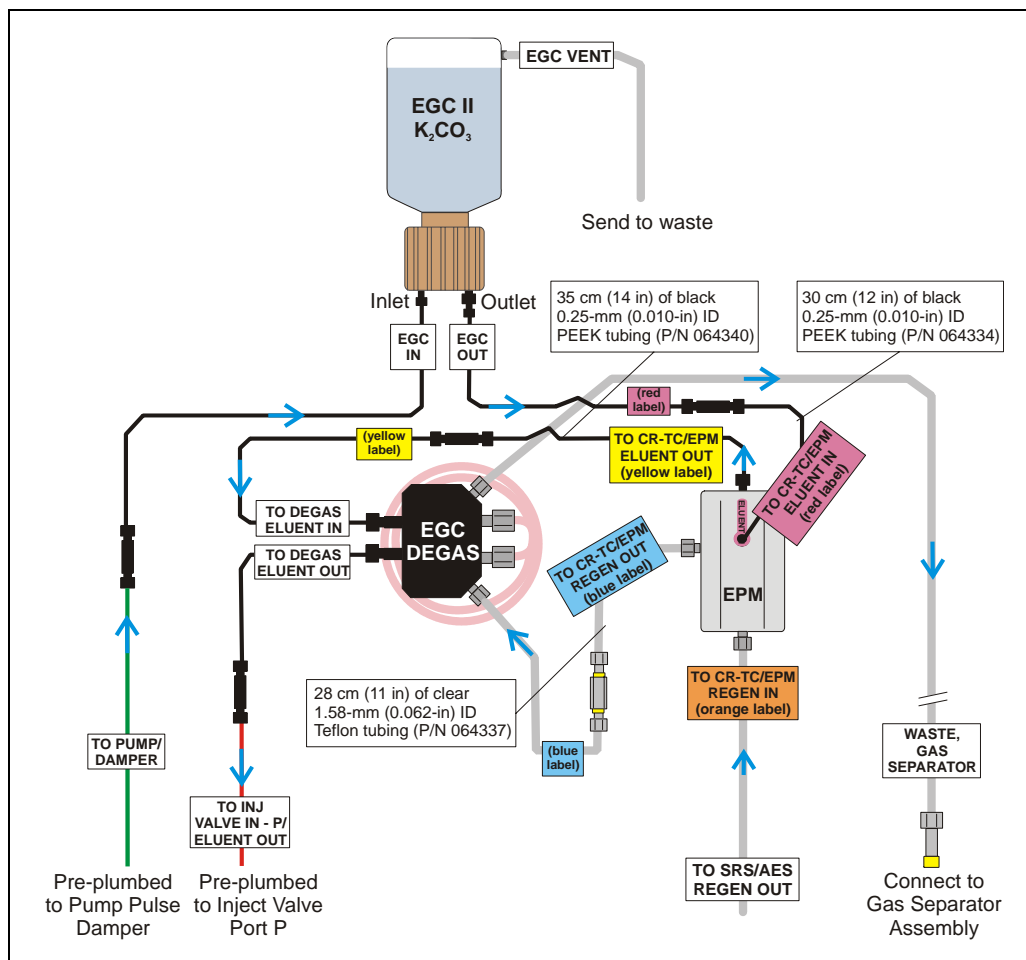 EGC VENT
EGC II
K₂CO₃
Send to waste
Inlet
Outlet
35 cm (14 in) of black
0.25-mm (0.010-in) ID
PEEK tubing (P/N 064340)
30 cm (12 in) of black
0.25-mm (0.010-in) ID
PEEK tubing (P/N 064334)
EGC
IN
EGC
OUT
(red
label)
(yellow
label)
TO CR-TC/EPM
ELUENT OUT
(yellow label)
TO CR-TC/EPM
ELUENT IN
(red label)
ELUENT
TO DEGAS
ELUENT IN
EGC
DEGAS
TO DEGAS
ELUENT OUT
TO CR-TC/EPM
REGEN OUT
(blue label)
EPM
28 cm (11 in) of clear
1.58-mm (0.062-in) ID
Teflon tubing (P/N 064337)
TO CR-TC/EPM
REGEN IN
(orange label)
(blue
label)
TO PUMP/
DAMPER
WASTE,
GAS
SEPARATOR
TO INJ
VALVE IN - P/
ELUENT OUT
TO SRS/AES
REGEN OUT
Pre-plumbed
to Pump Pulse
Damper
Pre-plumbed
to Inject Valve
Port P
Connect to
Gas Separator
Assembly